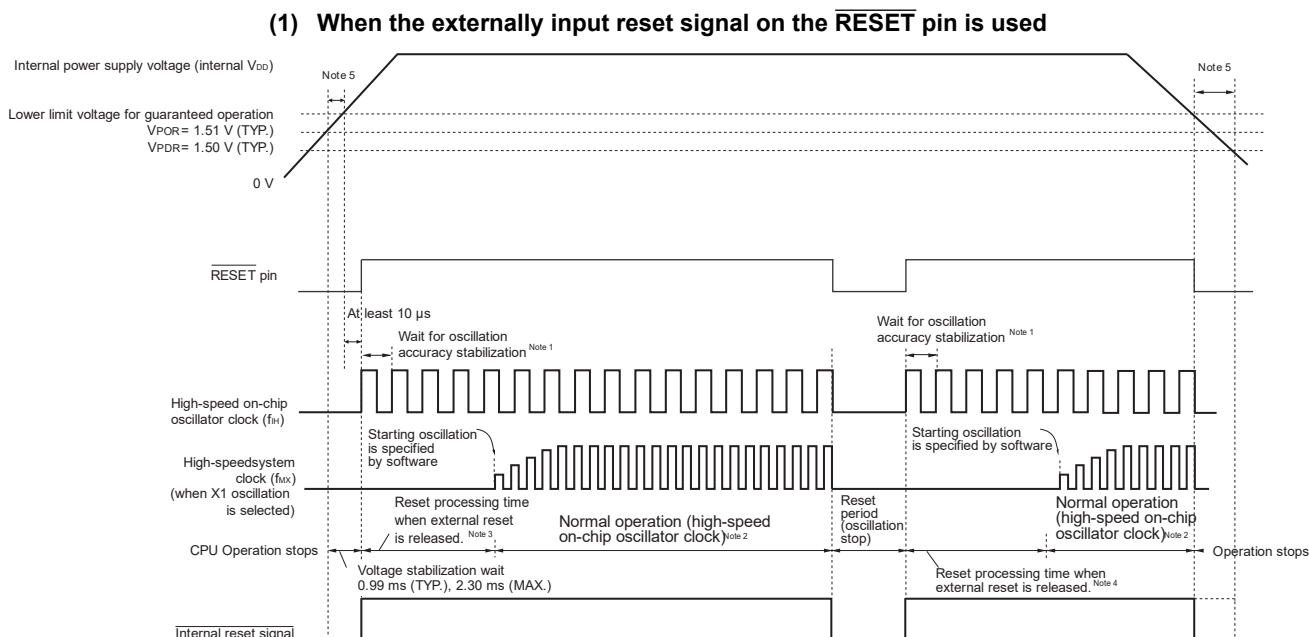 (1) When the externally input reset signal on the RESET pin is used
Internal power supply voltage (internal VDD)
Note 5
Note 5
Lower limit voltage for guaranteed operation
VPOR = 1.51 V (TYP.)
VPDR = 1.50 V (TYP.)
0 V
RESET pin
At least 10 µs
Wait for oscillation
accuracy stabilization Note 1
Wait for oscillation
accuracy stabilization Note 1
High-speed on-chip
oscillator clock (fIH)
Starting oscillation
is specified
by software
Starting oscillation
is specified by software
High-speedsystem
clock (fMX)
(when X1 oscillation
is selected)
Reset processing time
when external reset
is released. Note 3
Normal operation (high-speed
on-chip oscillator clock)Note 2
Reset
period
(oscillation
stop)
Normal operation
(high-speed on-chip
oscillator clock)Note 2
CPU Operation stops
Operation stops
Voltage stabilization wait
0.99 ms (TYP.), 2.30 ms (MAX.)
Reset processing time when
external reset is released. Note 4
Internal reset signal